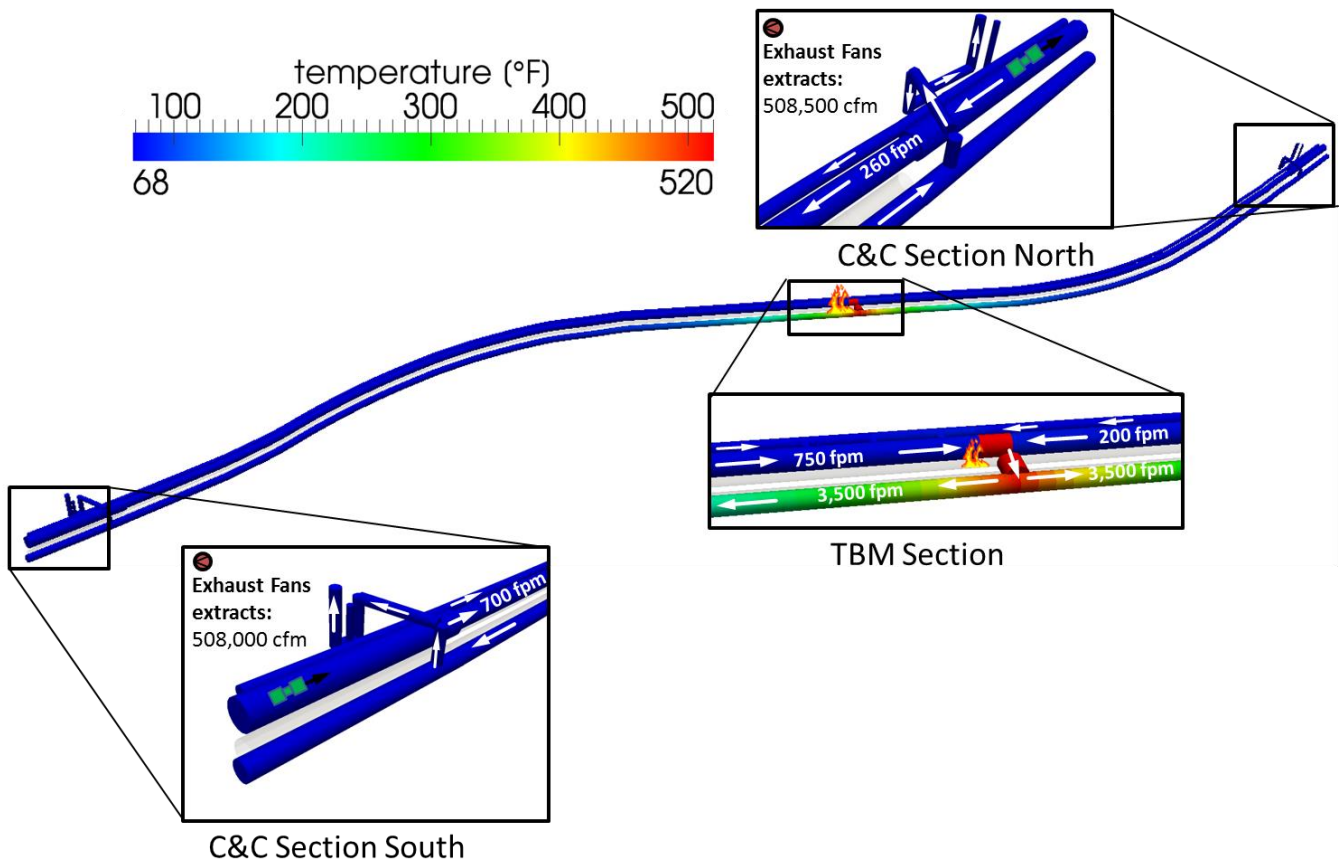 temperature (°F)
100 200 300 400 500
68 520
Exhaust Fans
extracts:
508,500 cfm
260 fpm
C&C Section North
750 fpm
200 fpm
3,500 fpm
3,500 fpm
TBM Section
Exhaust Fans
extracts:
508,000 cfm
700 fpm
C&C Section South